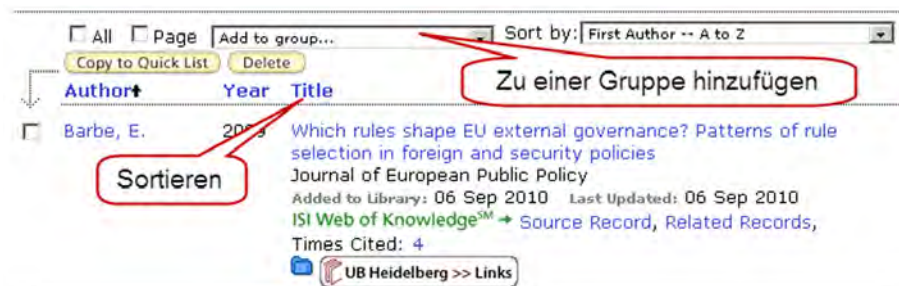 All Page Add to group... Sort by: First Author -- A to Z
Copy to Quick List Delete
Zu einer Gruppe hinzufügen
Author Year Title
Barbe, E. Which rules shape EU external governance? Patterns of rule
selection in foreign and security policies
Sortieren
Journal of European Public Policy
Added to Library: 06 Sep 2010 Last Updated: 06 Sep 2010
ISI Web of Knowledge℠ → Source Record, Related Records,
Times Cited: 4
UB Heidelberg >> Links